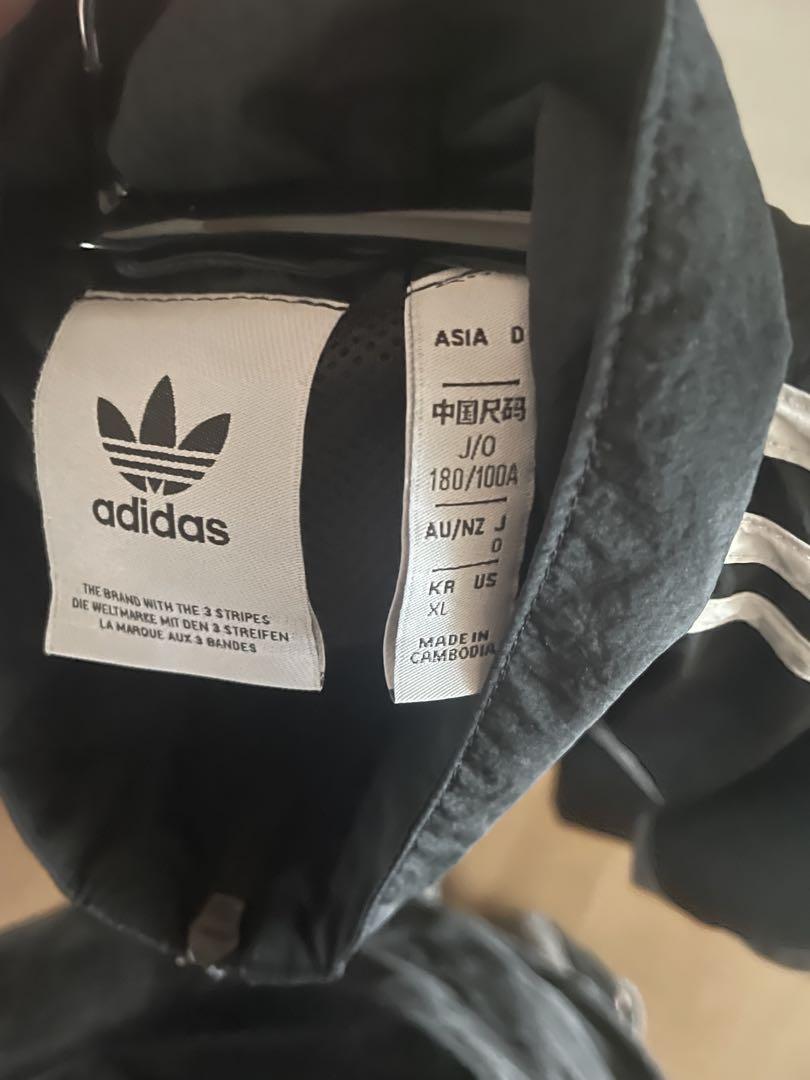 adidas
THE BRAND WITH THE 3 STRIPES
DIE WELTMARKE MIT DEN 3 STREIFEN
LA MARQUE AUX 3 BANDES
ASIA D
中国尺码
J/O
180/100A
AU/NZ J
O
KR US
XL
MADE IN
CAMBODIA